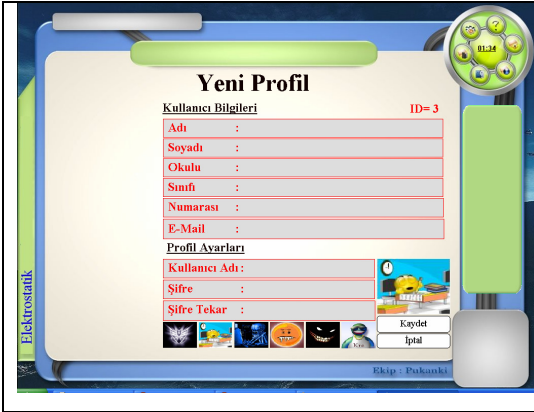 01:34
Yeni Profil
Kullanıcı Bilgileri ID= 3
Adı :
Soyadı :
Okulu :
Sınıfı :
Numarası :
E-Mail :
Profil Ayarları
Kullanıcı Adı :
Şifre :
Şifre Tekar :
Kaydet
İptal
Elektrostatik
Ekip : Pukanki